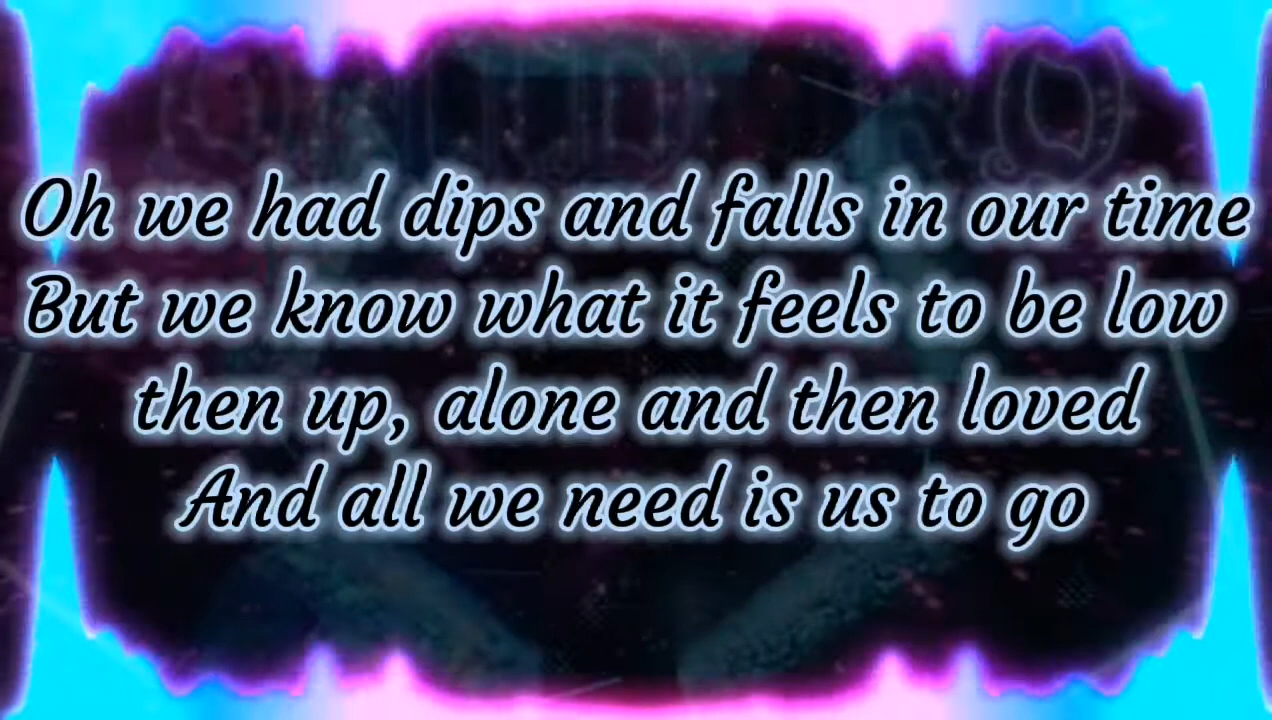 Oh we had dips and falls in our time
But we know what it feels to be low
then up, alone and then loved
And all we need is us to go